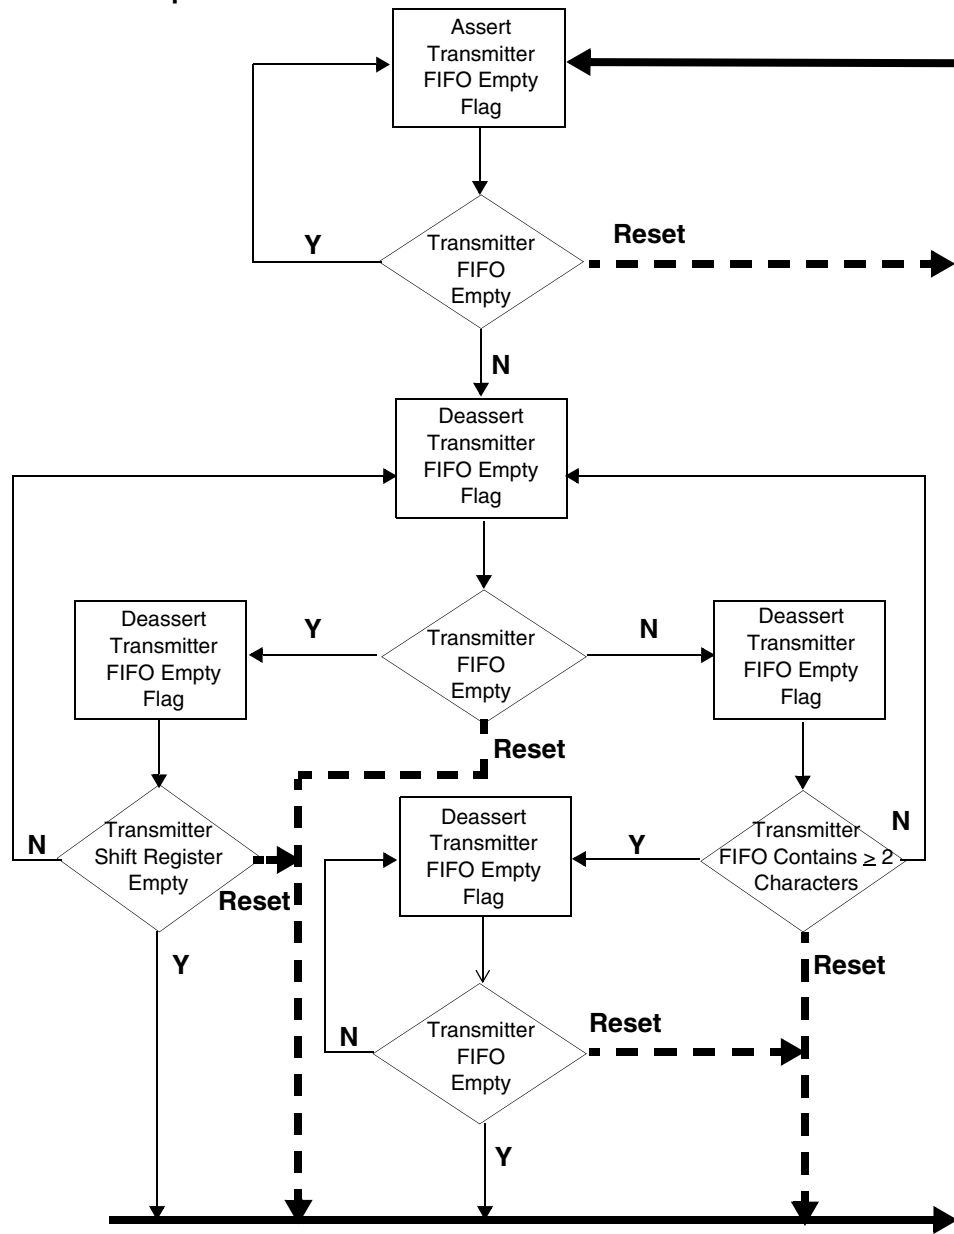 Assert
Transmitter
FIFO Empty
Flag
Transmitter
FIFO
Empty
Y
Reset
N
Deassert
Transmitter
FIFO Empty
Flag
Deassert
Transmitter
FIFO Empty
Flag
Y
Transmitter
FIFO
Empty
N
Deassert
Transmitter
FIFO Empty
Flag
Reset
N
Transmitter
Shift Register
Empty
Reset
Deassert
Transmitter
FIFO Empty
Flag
Y
Transmitter
FIFO Contains ≥ 2
Characters
N
Y
Reset
N
Transmitter
FIFO
Empty
Reset
Y